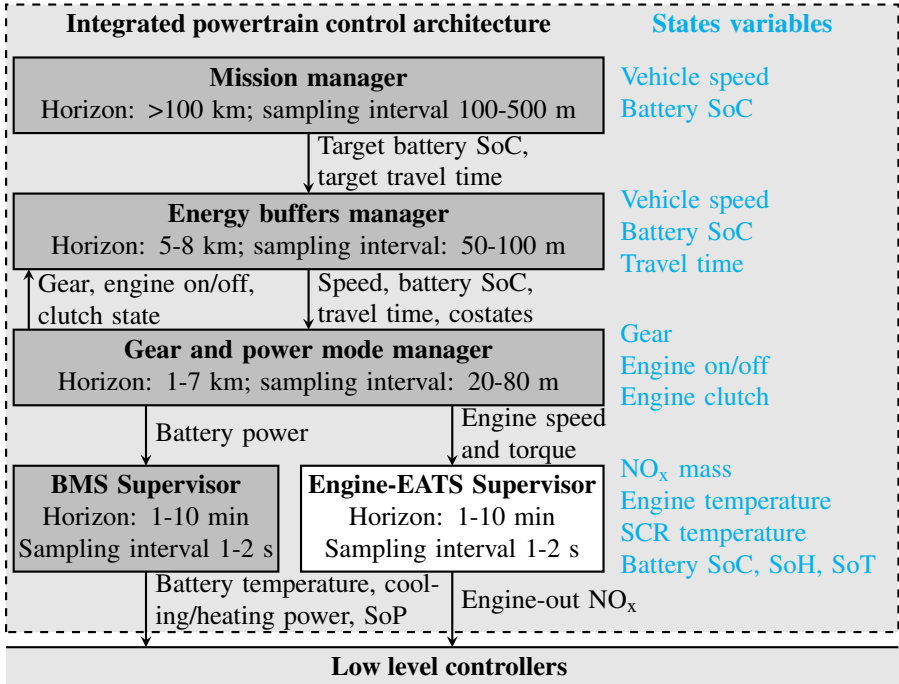 Integrated powertrain control architecture
States variables
Mission manager
Horizon: >100 km; sampling interval 100-500 m
Vehicle speed
Battery SoC
Target battery SoC,
target travel time
Energy buffers manager
Horizon: 5-8 km; sampling interval: 50-100 m
Vehicle speed
Battery SoC
Travel time
Gear, engine on/off,
clutch state
Speed, battery SoC,
travel time, costates
Gear and power mode manager
Horizon: 1-7 km; sampling interval: 20-80 m
Gear
Engine on/off
Engine clutch
Battery power
Engine speed
and torque
BMS Supervisor
Horizon: 1-10 min
Sampling interval 1-2 s
Engine-EATS Supervisor
Horizon: 1-10 min
Sampling interval 1-2 s
NOx mass
Engine temperature
SCR temperature
Battery SoC, SoH, SoT
Battery temperature, cool-
ing/heating power, SoP
Engine-out NOx
Low level controllers